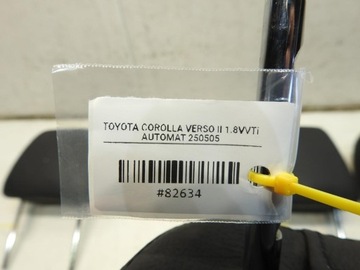 TOYOTA COROLLA VERSO II 1.8VVTi
AUTOMAT 250505
#82634